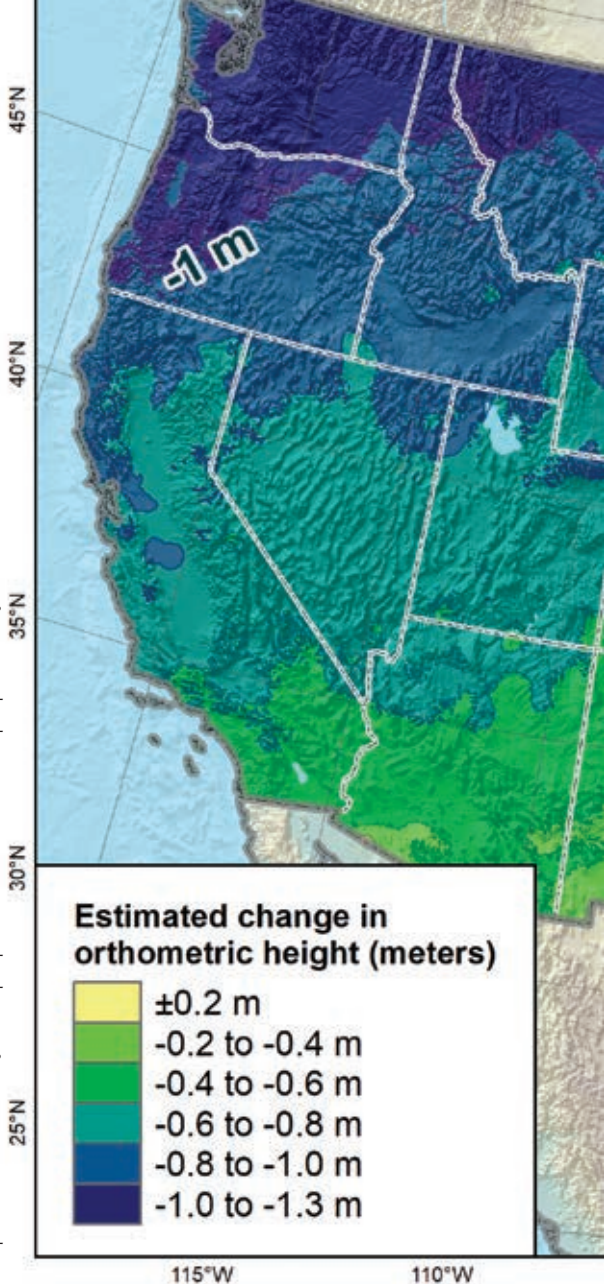 45°N
-1 m
40°N
35°N
30°N
Estimated change in
orthometric height (meters)
±0.2 m
-0.2 to -0.4 m
-0.4 to -0.6 m
-0.6 to -0.8 m
-0.8 to -1.0 m
-1.0 to -1.3 m
25°N
115°W
110°W